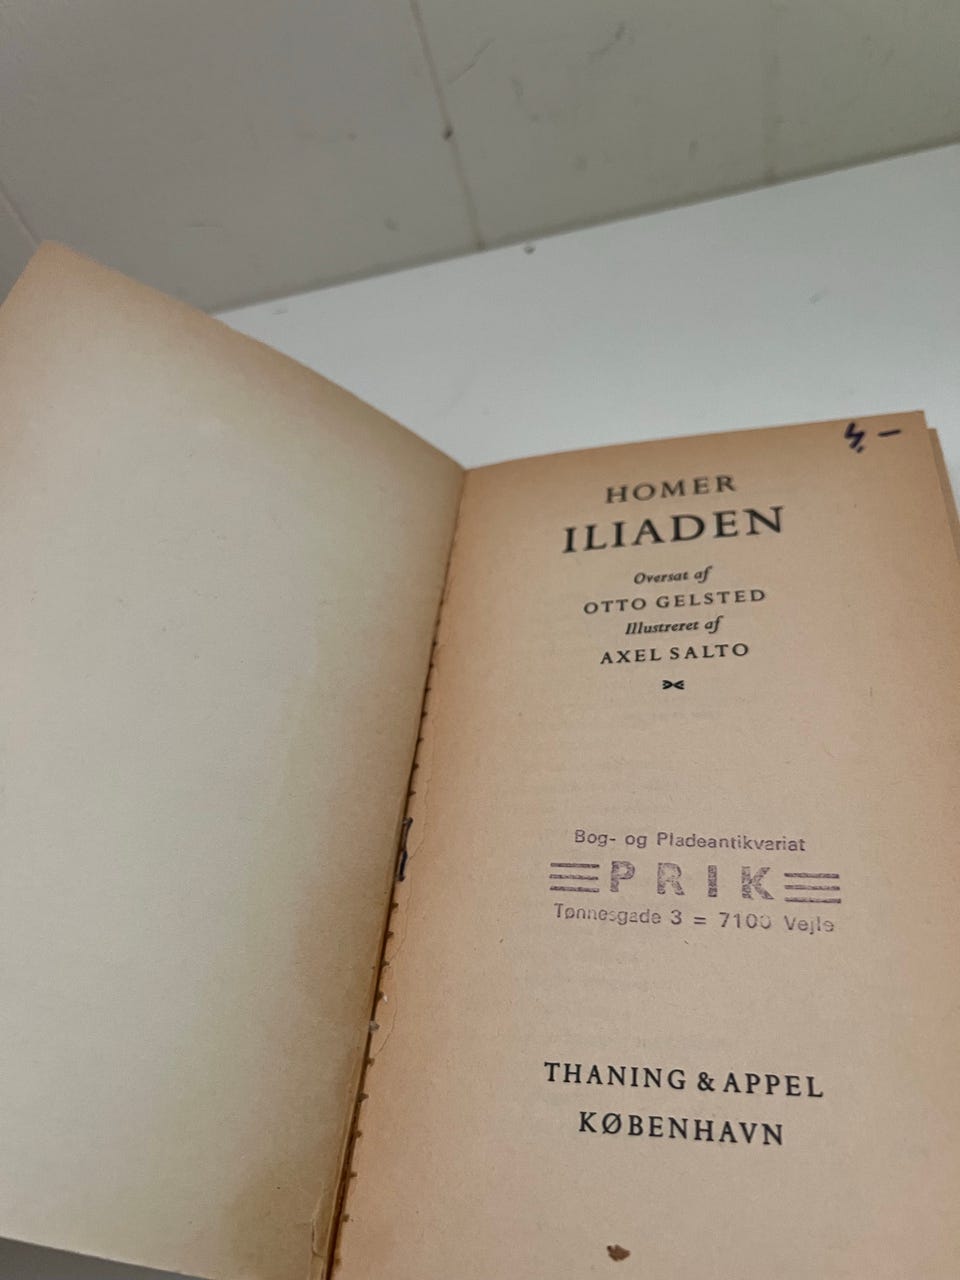 4,-
HOMER
ILIADEN
Oversat af
OTTO GELSTED
Illustreret af
AXEL SALTO
Bog- og Pladeantikvariat
PRIK
Tønnesgade 3 = 7100 Vejle
THANING & APPEL
KØBENHAVN